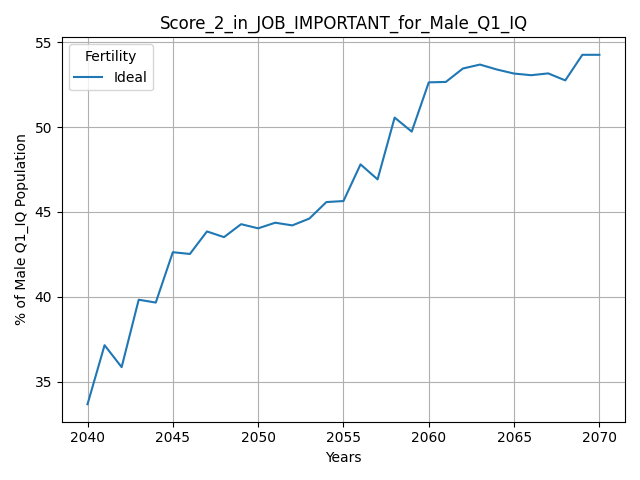 Score_2_in_JOB_IMPORTANT_for_Male_Q1_IQ
Fertility
Ideal
% of Male Q1_IQ Population
55
50
45
40
35
2040 2045 2050 2055 2060 2065 2070
Years